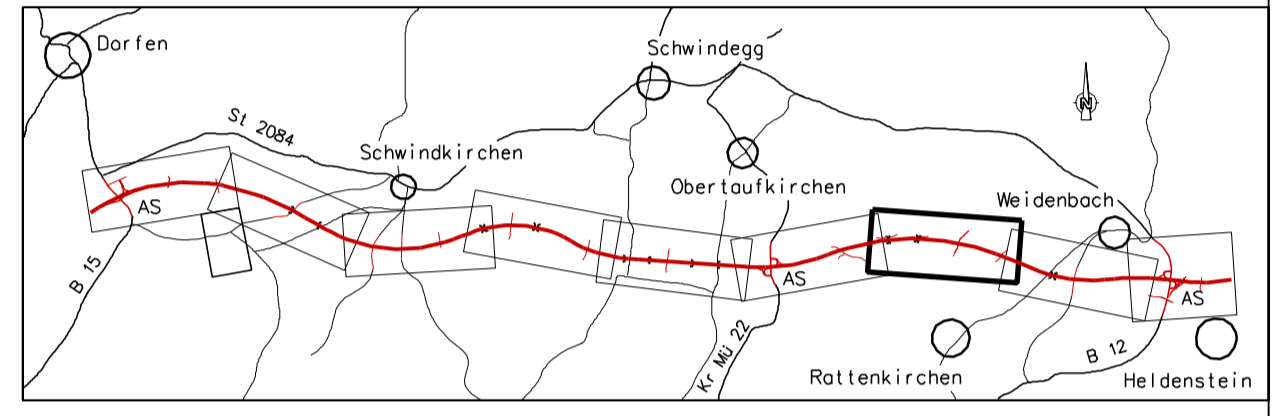 Dorfen
Schwindegg
St 2084
Schwindkirchen
N
Obertaufkirchen
Weidenbach
AS
B 15
AS
AS
Kr Mü 22
B 12
Rattenkirchen
Heldenstein